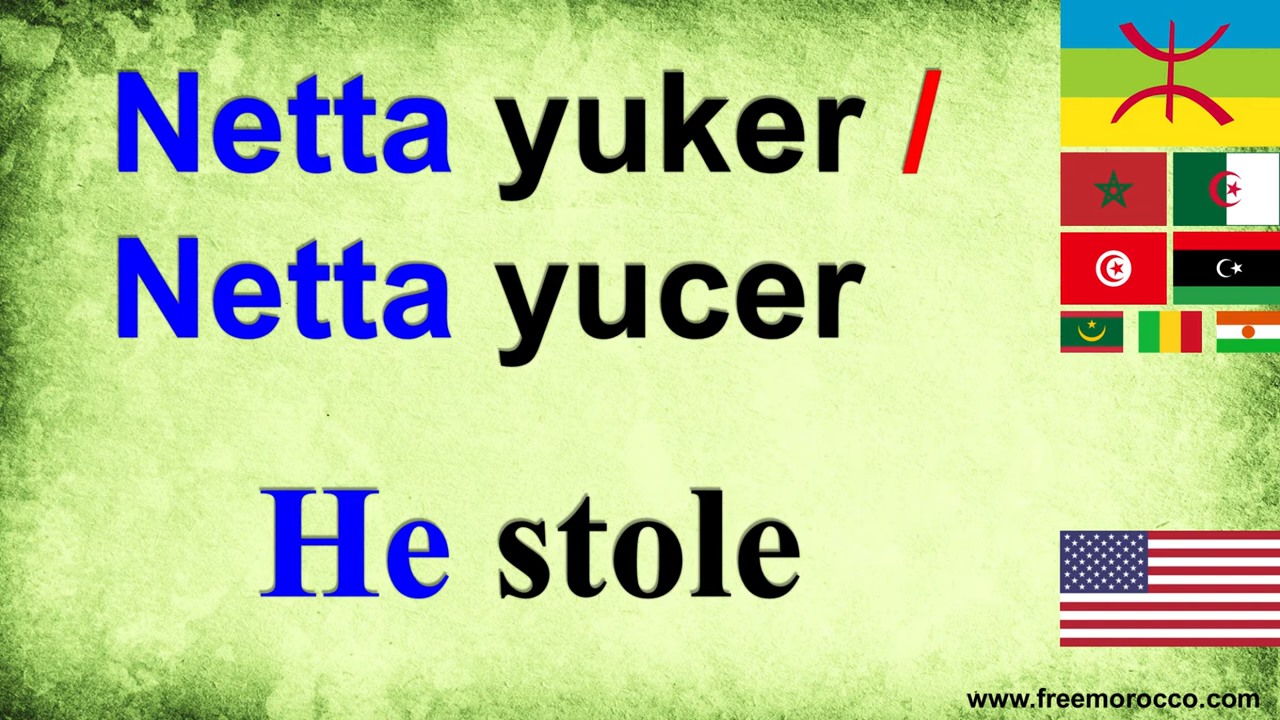 Netta yuker /
Netta yucer
He stole
www.freemorocco.com